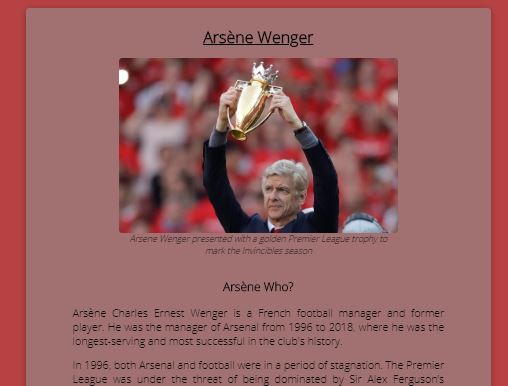 Arsène Wenger
Arsene Wenger presented with a golden Premier League trophy to
mark the Invincibles season
Arsène Who?
Arsène Charles Ernest Wenger is a French football manager and former
player. He was the manager of Arsenal from 1996 to 2018, where he was the
longest-serving and most successful in the club's history.
In 1996, both Arsenal and football were in a period of stagnation. The Premier
League was under the threat of being dominated by Sir Alex Ferguson's